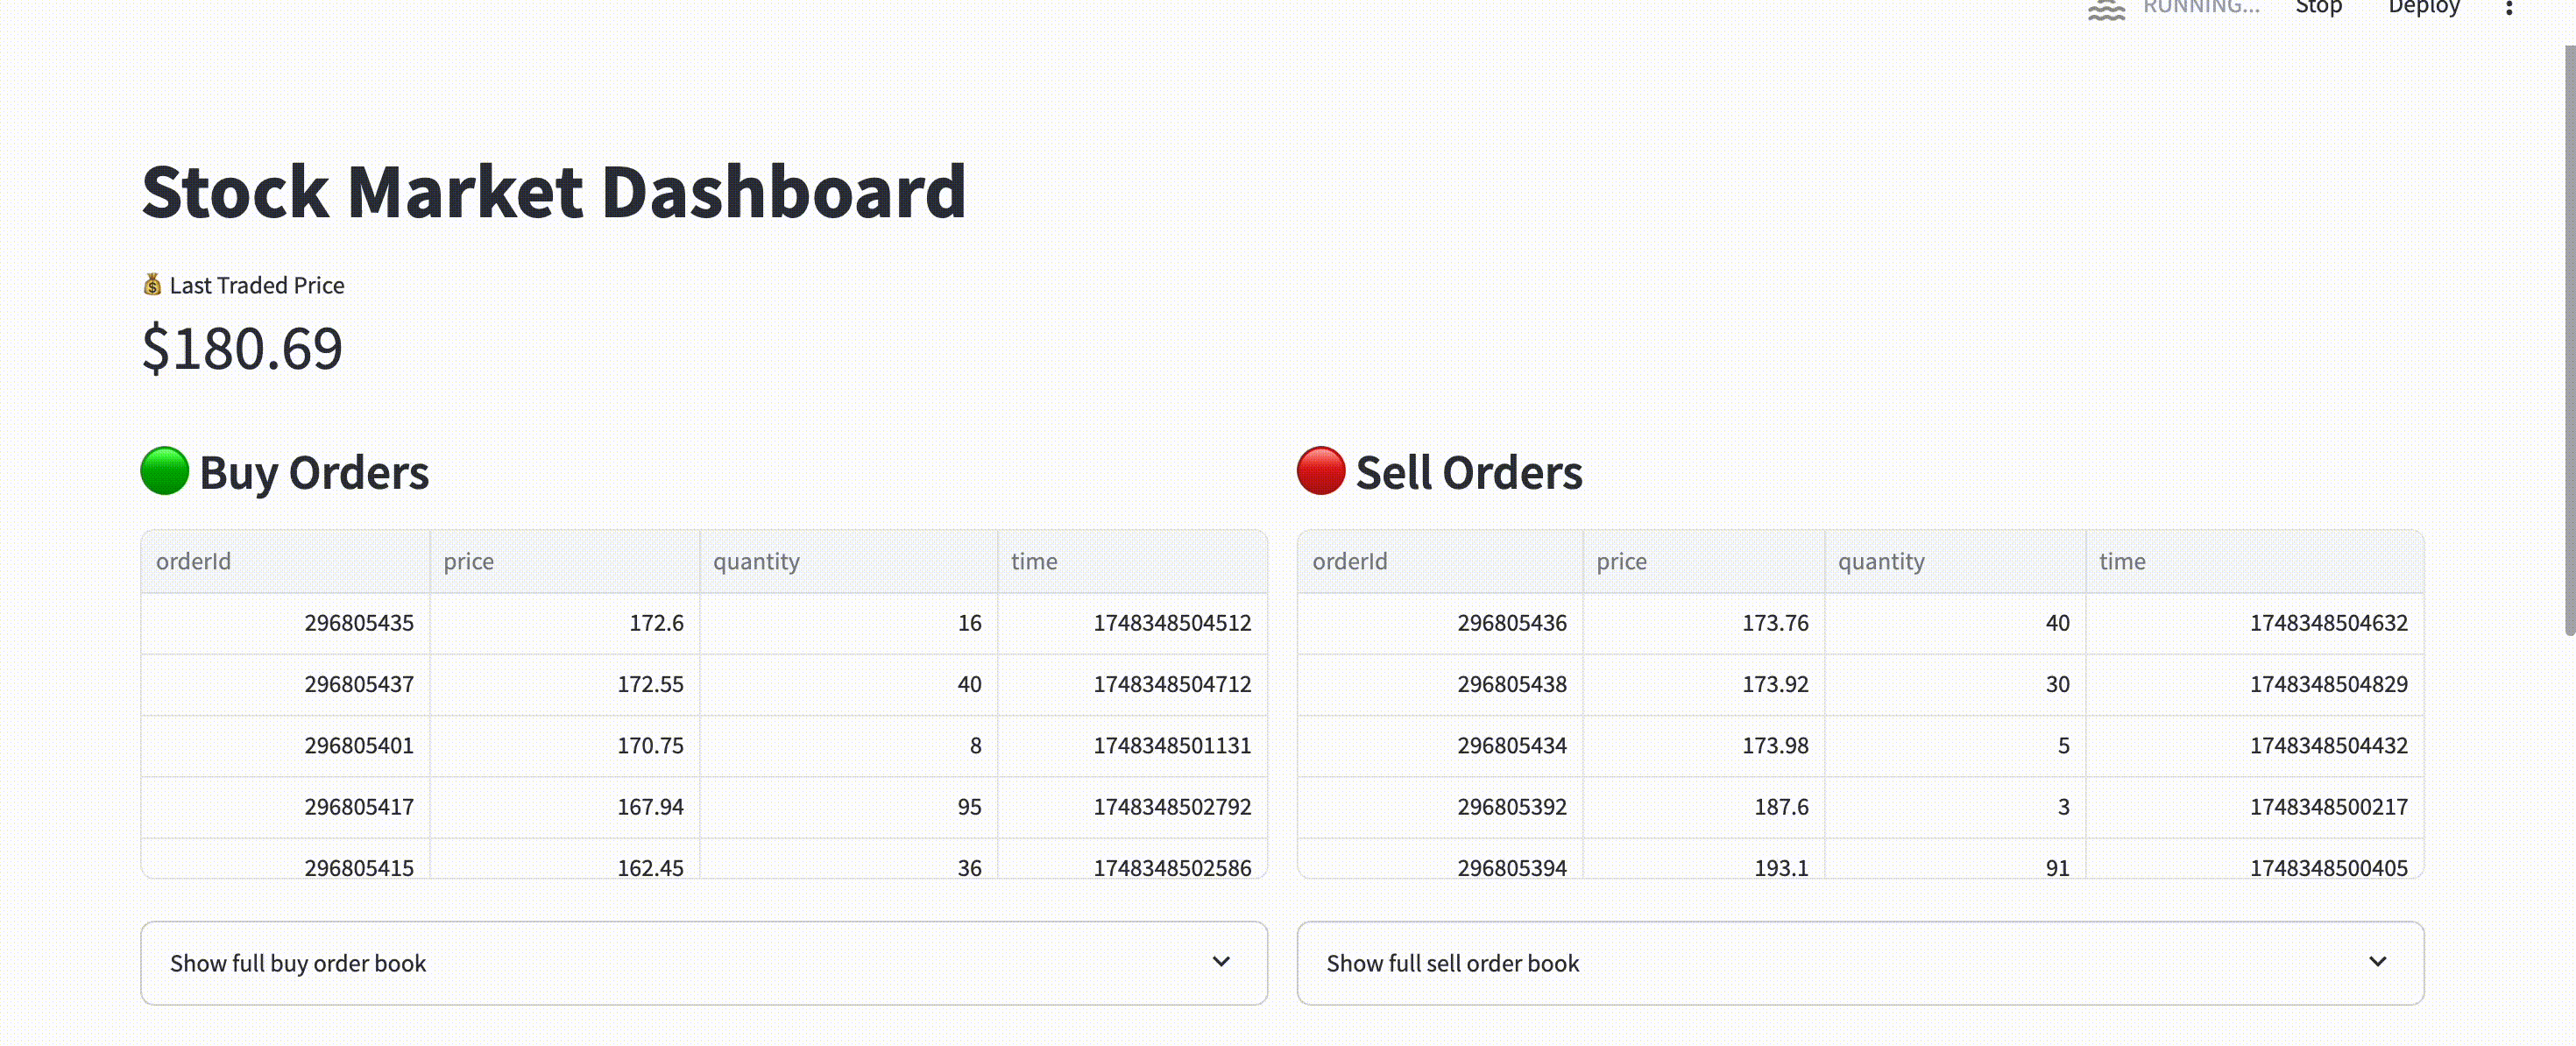 RUNNING... Stop Deploy
Stock Market Dashboard
💰 Last Traded Price
$180.69
🟢 Buy Orders
orderId price quantity time
296805435 172.6 16 1748348504512
296805437 172.55 40 1748348504712
296805401 170.75 8 1748348501131
296805417 167.94 95 1748348502792
296805415 162.45 36 1748348502586
Show full buy order book
🔴 Sell Orders
orderId price quantity time
296805436 173.76 40 1748348504632
296805438 173.92 30 1748348504829
296805434 173.98 5 1748348504432
296805392 187.6 3 1748348500217
296805394 193.1 91 1748348500405
Show full sell order book